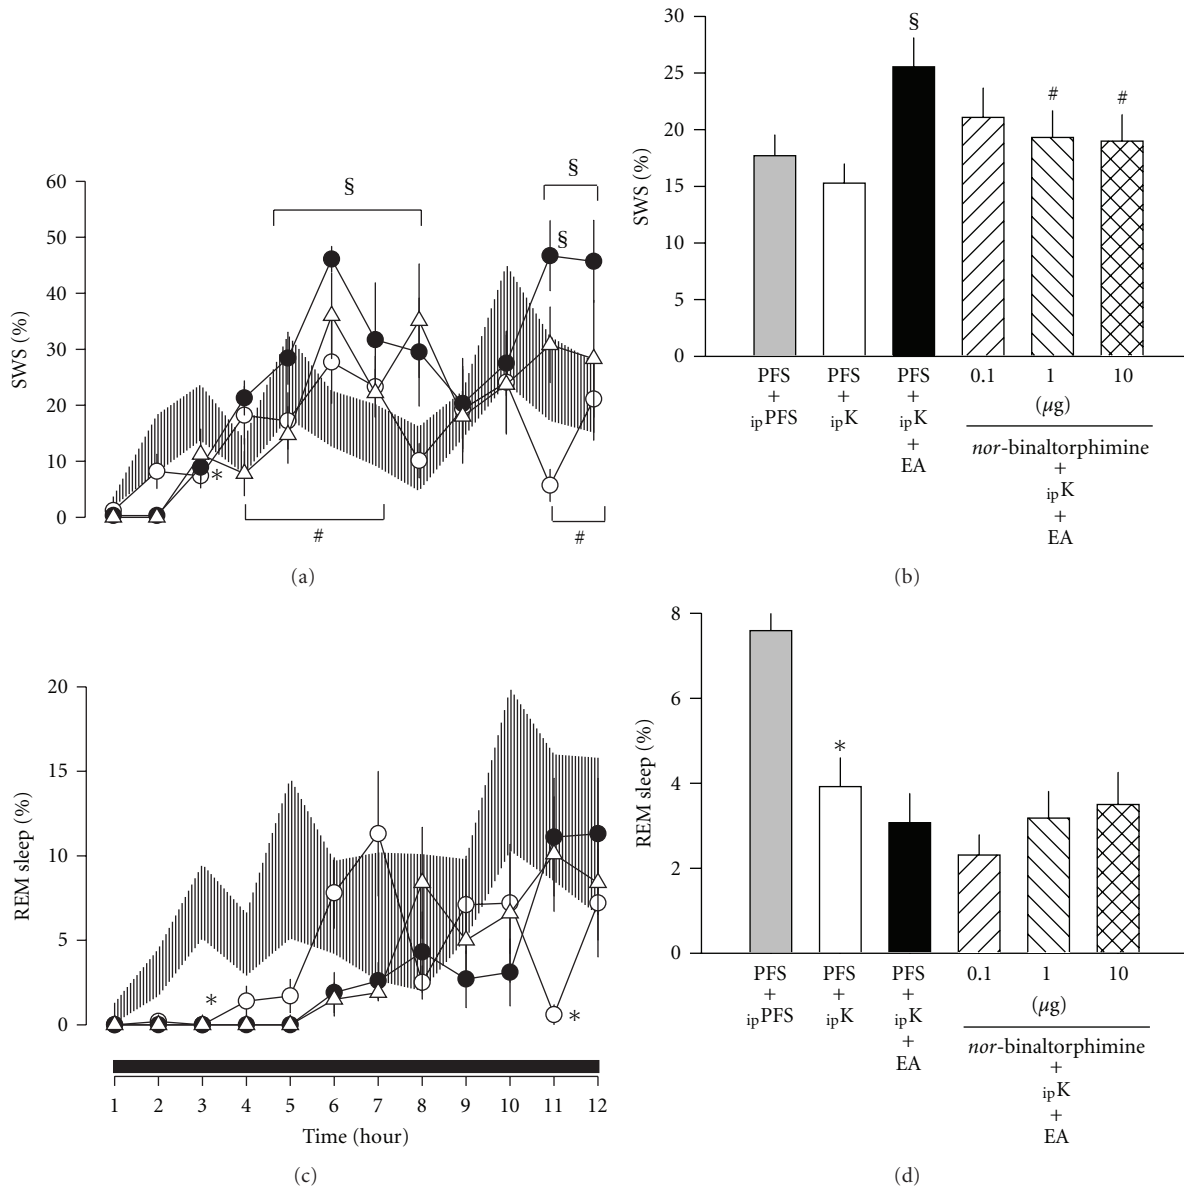 SWS (%)
60
50
40
30
20
10
0
§
§
§
*
#
#
(a)
SWS (%)
30
25
20
15
10
5
0
§
#
#
PFS
+
ipPFS
PFS
+
ipK
PFS
+
ipK
+
EA
0.1
1
10
(µg)
nor-binaltorphimine
+
ipK
+
EA
(b)
REM sleep (%)
20
15
10
5
0
*
*
1 2 3 4 5 6 7 8 9 10 11 12
Time (hour)
(c)
REM sleep (%)
8
6
4
2
0
*
PFS
+
ipPFS
PFS
+
ipK
PFS
+
ipK
+
EA
0.1
1
10
(µg)
nor-binaltorphimine
+
ipK
+
EA
(d)